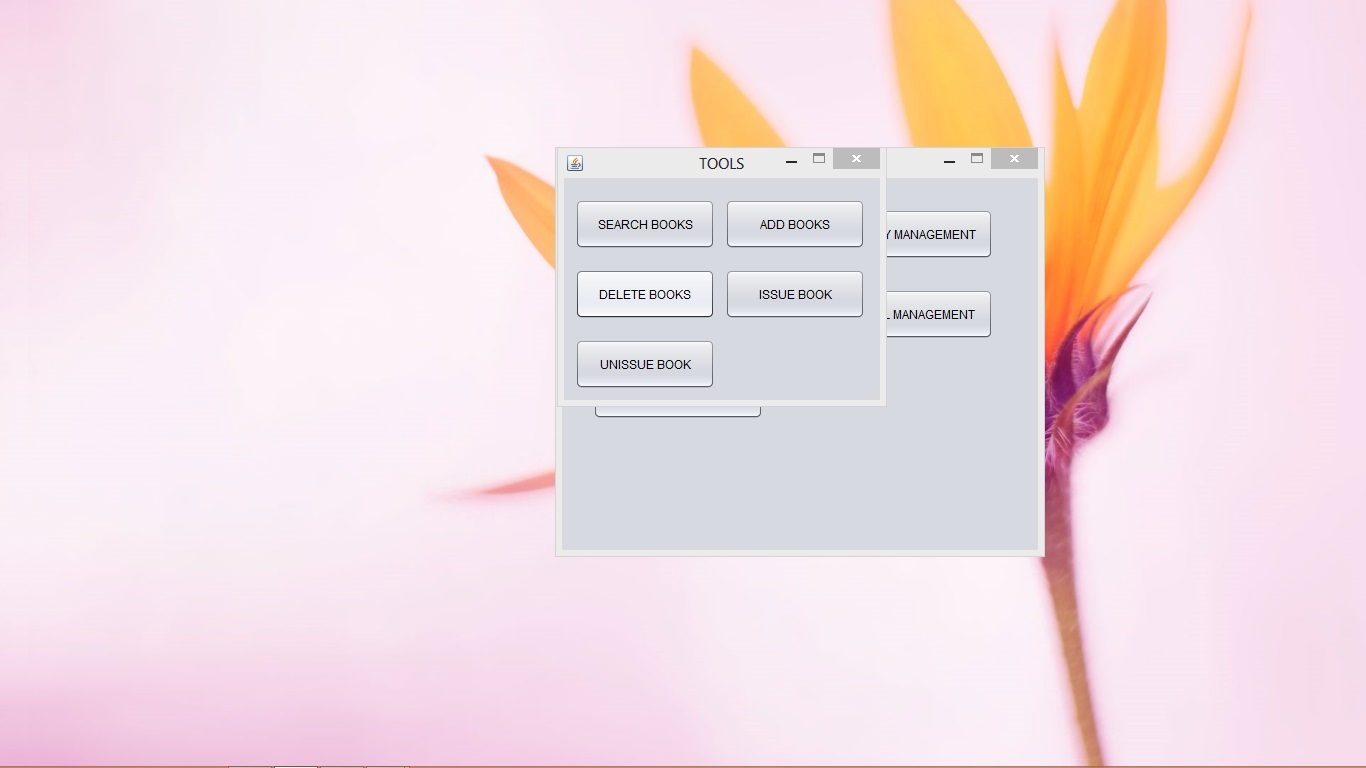 TOOLS
SEARCH BOOKS
ADD BOOKS
MANAGEMENT
DELETE BOOKS
ISSUE BOOK
MANAGEMENT
UNISSUE BOOK